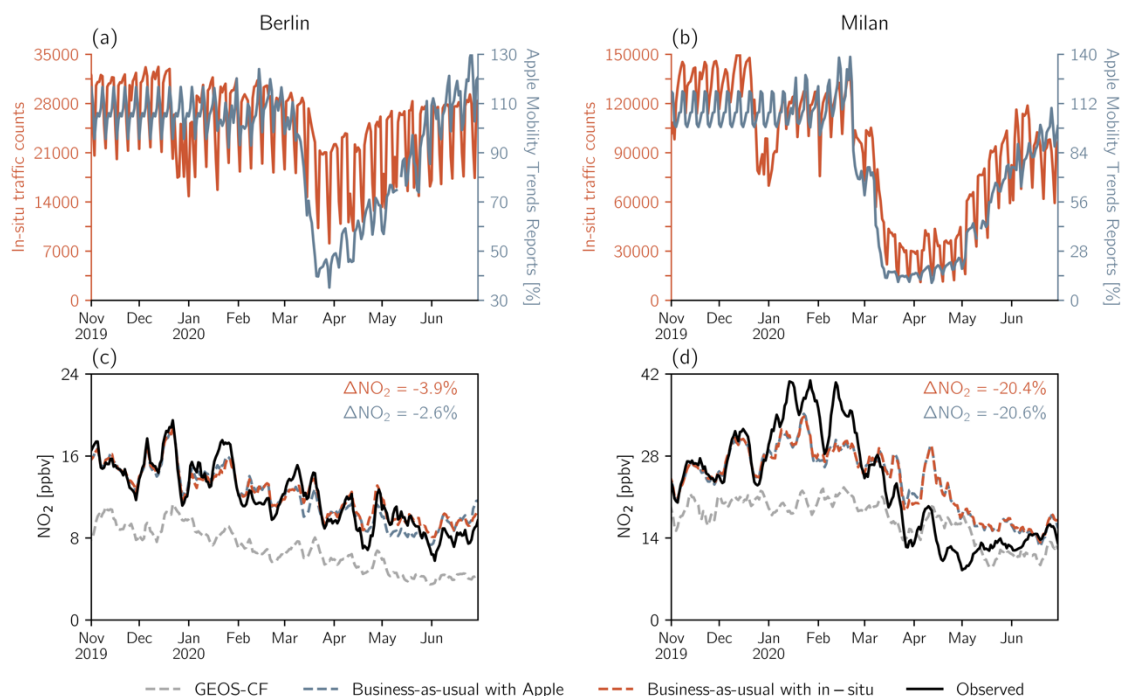 Berlin
Milan
(a)
(b)
35000
28000
21000
14000
7000
0
In-situ traffic counts
130
110
90
70
50
30
Apple Mobility Trends Reports [%]
Nov Dec Jan Feb Mar Apr May Jun
2019 2020
150000
120000
90000
60000
30000
0
In-situ traffic counts
140
112
84
56
28
0
Apple Mobility Trends Reports [%]
Nov Dec Jan Feb Mar Apr May Jun
2019 2020
(c)
(d)
24
16
8
0
NO₂ [ppbv]
ΔNO₂ = -3.9%
ΔNO₂ = -2.6%
Nov Dec Jan Feb Mar Apr May Jun
2019 2020
42
28
14
0
NO₂ [ppbv]
ΔNO₂ = -20.4%
ΔNO₂ = -20.6%
Nov Dec Jan Feb Mar Apr May Jun
2019 2020
GEOS-CF Business-as-usual with Apple Business-as-usual with in−situ Observed